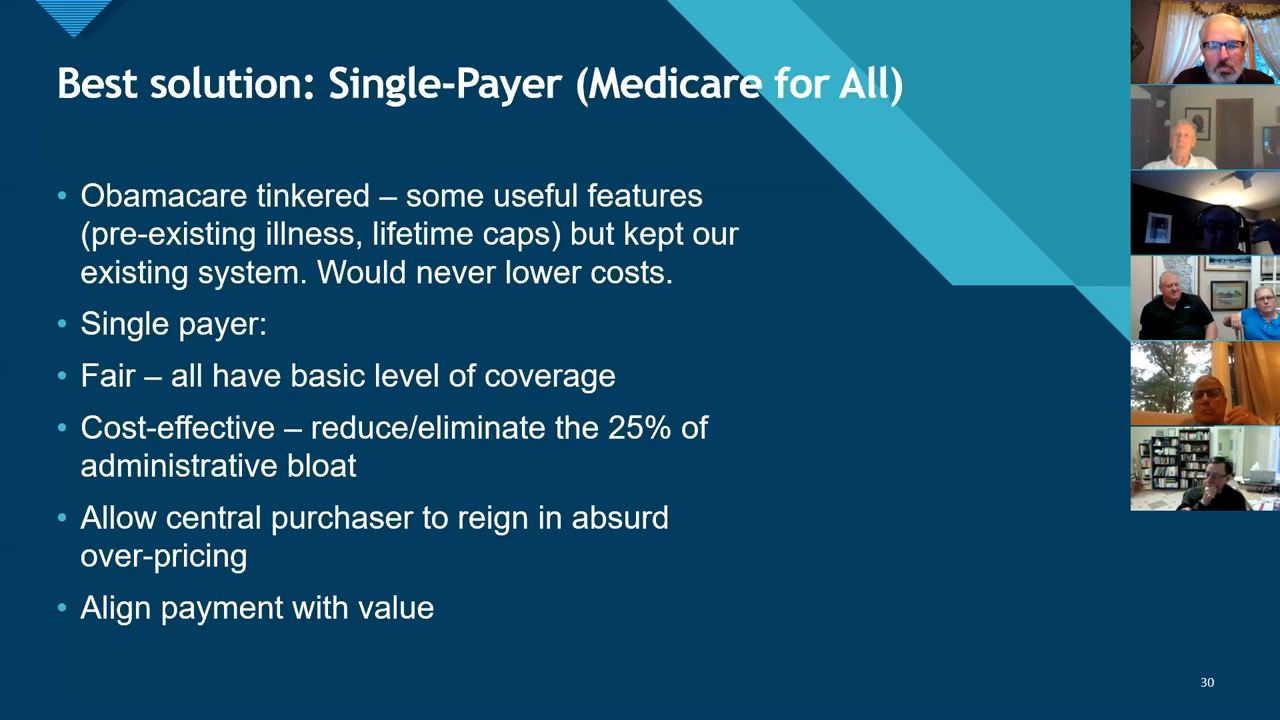 Best solution: Single-Payer (Medicare for All)
• Obamacare tinkered – some useful features
(pre-existing illness, lifetime caps) but kept our
existing system. Would never lower costs.
• Single payer:
• Fair – all have basic level of coverage
• Cost-effective – reduce/eliminate the 25% of
administrative bloat
• Allow central purchaser to reign in absurd
over-pricing
• Align payment with value
30